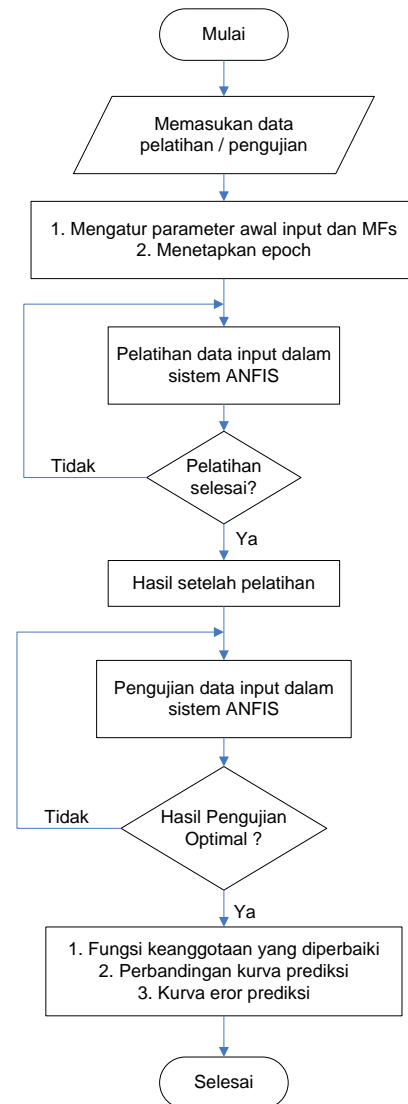 Mulai
Memasukan data
pelatihan / pengujian
1. Mengatur parameter awal input dan MFs
2. Menetapkan epoch
Pelatihan data input dalam
sistem ANFIS
Tidak
Pelatihan
selesai?
Ya
Hasil setelah pelatihan
Pengujian data input dalam
sistem ANFIS
Tidak
Hasil Pengujian
Optimal ?
Ya
1. Fungsi keanggotaan yang diperbaiki
2. Perbandingan kurva prediksi
3. Kurva eror prediksi
Selesai